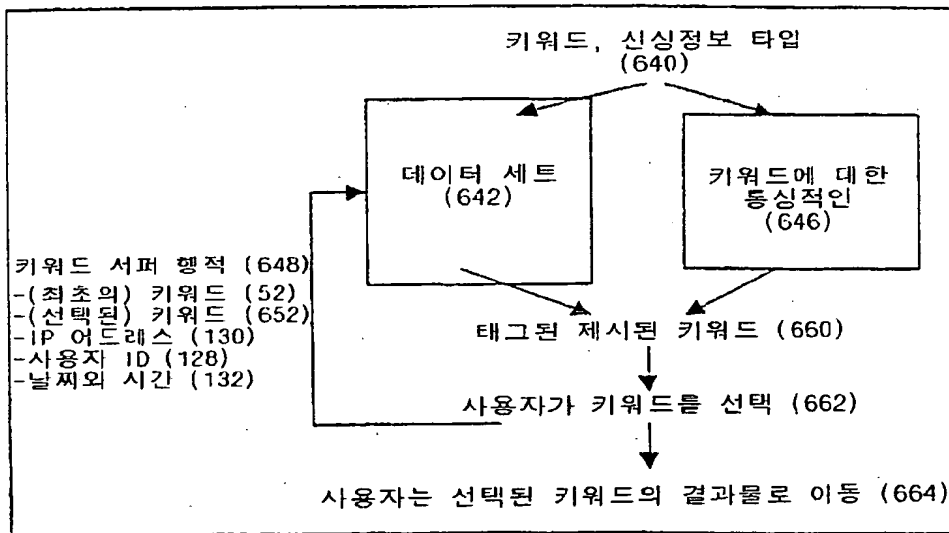 키워드, 신싱정보 타입
(640)
데이터 세트
(642)
키워드에 대한
통싱적인
(646)
키워드 서퍼 행적 (648)
-(최초의) 키워드 (52)
-(선택된) 키워드 (652)
-IP 어드레스 (130)
-사용자 ID (128)
-날찌와 시간 (132)
태그된 제시된 키워드 (660)
사용자가 키워드를 선택 (662)
사용자는 선택된 키워드의 결과물로 이동 (664)